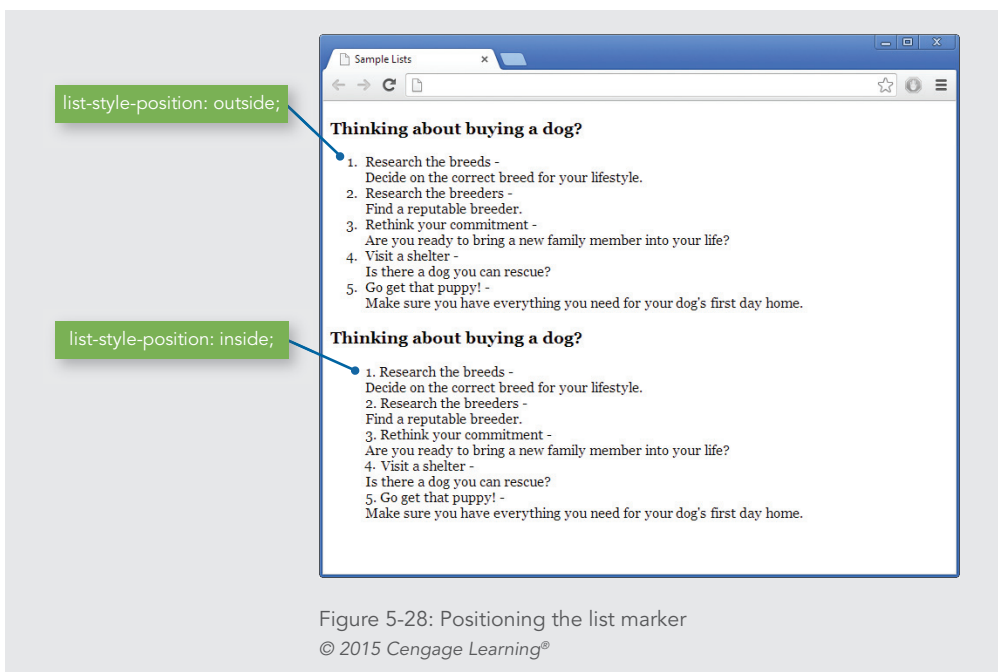 Sample Lists
list-style-position: outside;
Thinking about buying a dog?
1. Research the breeds -
Decide on the correct breed for your lifestyle.
2. Research the breeders -
Find a reputable breeder.
3. Rethink your commitment -
Are you ready to bring a new family member into your life?
4. Visit a shelter -
Is there a dog you can rescue?
5. Go get that puppy! -
Make sure you have everything you need for your dog's first day home.
list-style-position: inside;
Thinking about buying a dog?
1. Research the breeds -
Decide on the correct breed for your lifestyle.
2. Research the breeders -
Find a reputable breeder.
3. Rethink your commitment -
Are you ready to bring a new family member into your life?
4. Visit a shelter -
Is there a dog you can rescue?
5. Go get that puppy! -
Make sure you have everything you need for your dog's first day home.
Figure 5-28: Positioning the list marker
© 2015 Cengage Learning®